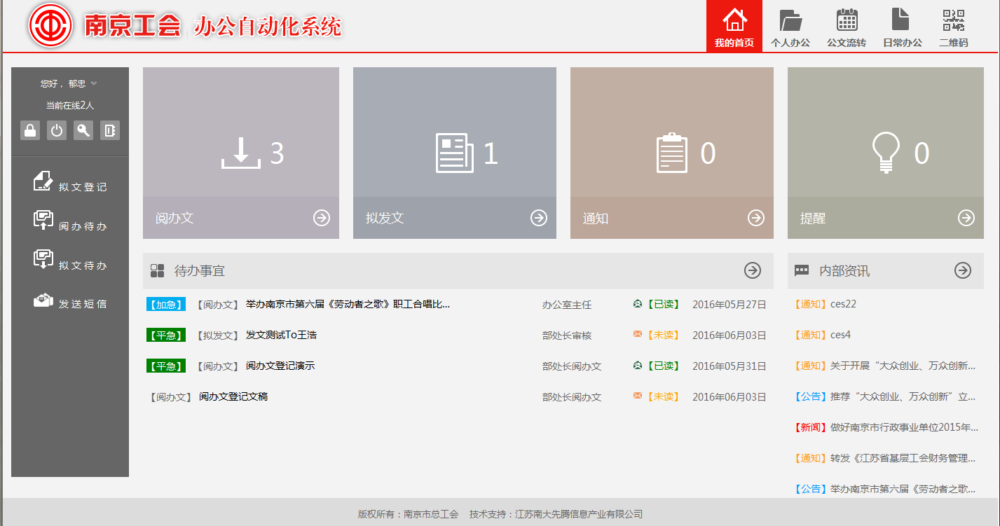 南京工会 办公自动化系统
我的首页 个人办公 公文流转 日常办公 二维码
您好，郁忠
当前在线2人
拟文登记
阅办待办
拟文待办
发送短信
3
阅办文
1
拟发文
0
通知
0
提醒
待办事宜
【加急】 【阅办文】 举办南京市第六届《劳动者之歌》职工合唱比... 办公室主任 【已读】 2016年05月27日
【平急】 【拟发文】 发文测试To王浩 部处长审核 【未读】 2016年06月03日
【平急】 【阅办文】 阅办文登记演示 部处长阅办文 【已读】 2016年05月31日
【阅办文】 阅办文登记文稿 部处长阅办文 【未读】 2016年06月03日
内部资讯
【通知】ces22
【通知】ces4
【通知】关于开展“大众创业、万众创新...
【公告】推荐“大众创业、万众创新”立...
【新闻】做好南京市行政事业单位2015年...
【通知】转发《江苏省基层工会财务管理...
【公告】举办南京市第六届《劳动者之歌...
版权所有：南京市总工会 技术支持：江苏南大先腾信息产业有限公司